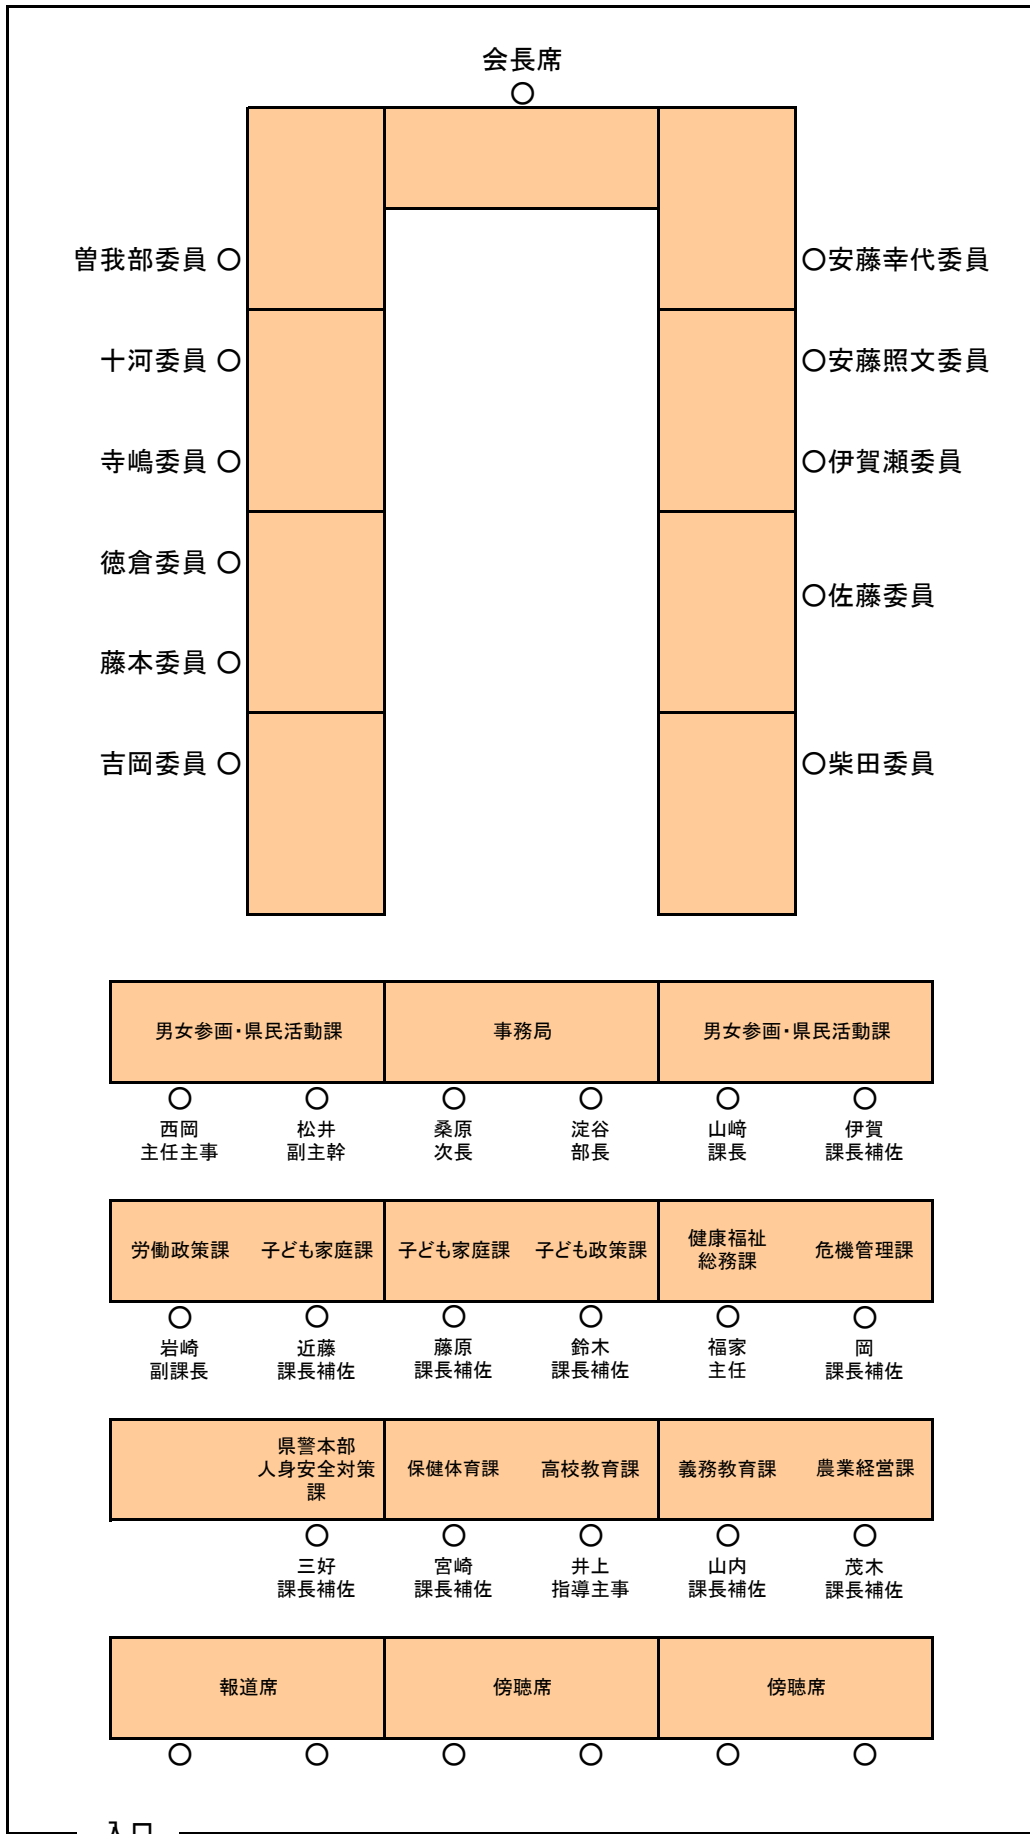 会長席
曽我部委員
安藤幸代委員
十河委員
安藤照文委員
寺嶋委員
伊賀瀬委員
徳倉委員
佐藤委員
藤本委員
吉岡委員
柴田委員
男女参画・県民活動課
事務局
男女参画・県民活動課
西岡
主任主事
松井
副主幹
桑原
次長
淀谷
部長
山﨑
課長
伊賀
課長補佐
労働政策課
子ども家庭課
子ども家庭課
子ども政策課
健康福祉
総務課
危機管理課
岩崎
副課長
近藤
課長補佐
藤原
課長補佐
鈴木
課長補佐
福家
主任
岡
課長補佐
県警本部
人身安全対策
課
保健体育課
高校教育課
義務教育課
農業経営課
三好
課長補佐
宮崎
課長補佐
井上
指導主事
山内
課長補佐
茂木
課長補佐
報道席
傍聴席
傍聴席
入口